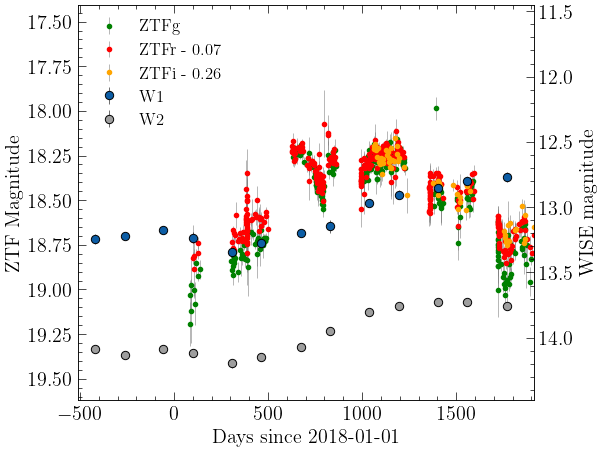 ZTFg
ZTFr - 0.07
ZTFi - 0.26
W1
W2
17.50
17.75
18.00
18.25
18.50
18.75
19.00
19.25
19.50
ZTF Magnitude
11.5
12.0
12.5
13.0
13.5
14.0
WISE magnitude
−500
0
500
1000
1500
Days since 2018-01-01